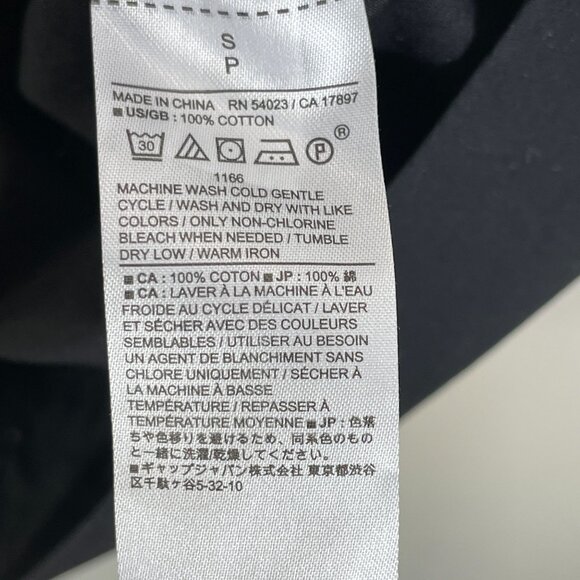 S
P
MADE IN CHINA RN 54023 / CA 17897
■ US/GB : 100% COTTON
30 P ®
1166
MACHINE WASH COLD GENTLE
CYCLE / WASH AND DRY WITH LIKE
COLORS / ONLY NON-CHLORINE
BLEACH WHEN NEEDED / TUMBLE
DRY LOW / WARM IRON
■ CA : 100% COTON ■ JP : 100% 綿
■ CA : LAVER À LA MACHINE À L'EAU
FROIDE AU CYCLE DÉLICAT / LAVER
ET SÉCHER AVEC DES COULEURS
SEMBLABLES / UTILISER AU BESOIN
UN AGENT DE BLANCHIMENT SANS
CHLORE UNIQUEMENT / SÉCHER À
LA MACHINE À BASSE
TEMPÉRATURE / REPASSER À
TEMPÉRATURE MOYENNE ■ JP : 色落
ちや色移りを避けるため、同系色のもの
と一緒に洗濯/乾燥してください。
■ ギャップジャパン株式会社 東京都渋谷
区千駄ヶ谷5-32-10